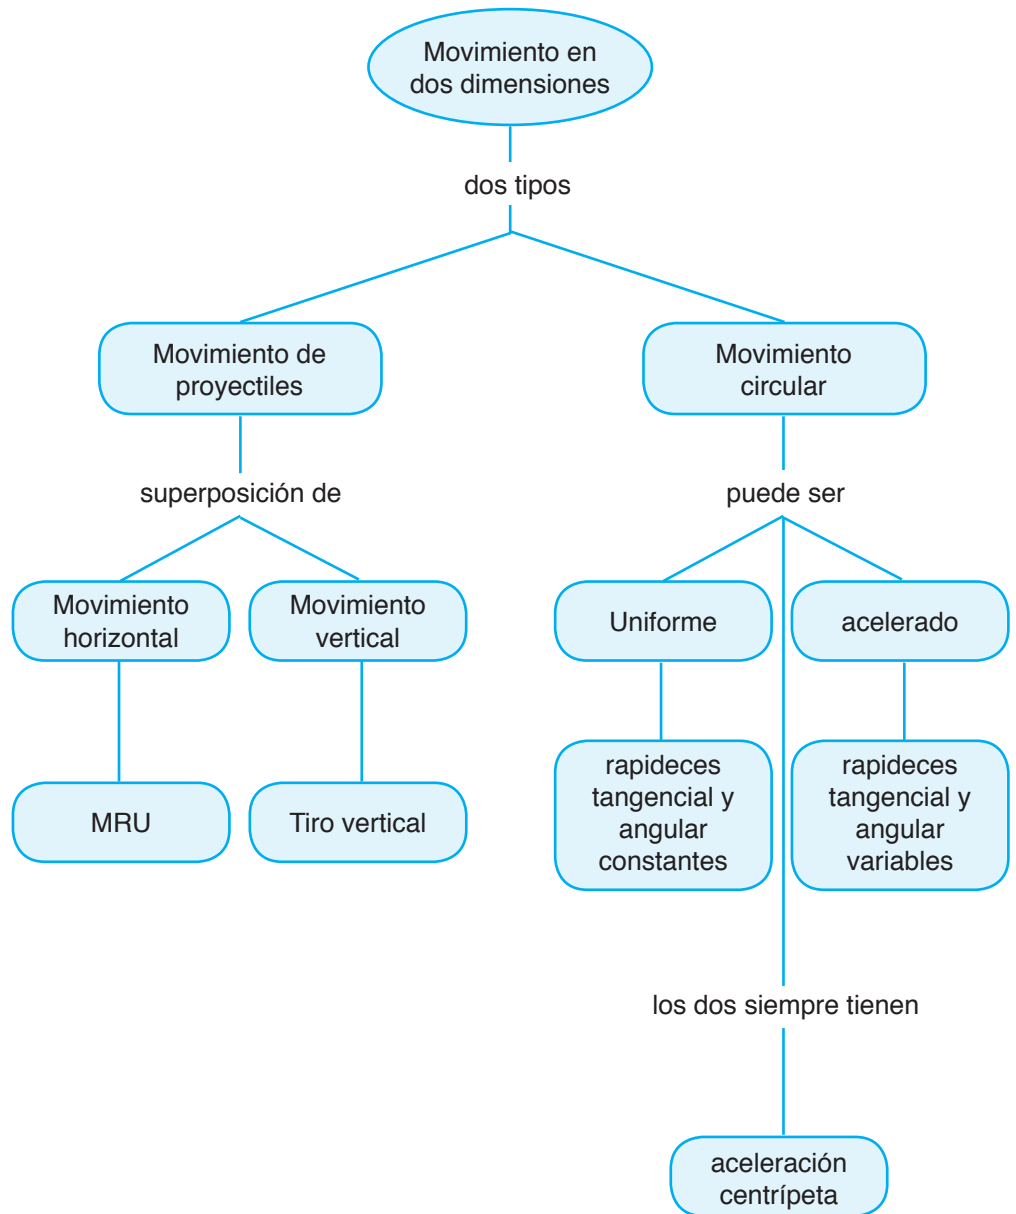 Movimiento en
dos dimensiones
dos tipos
Movimiento de
proyectiles
Movimiento
circular
superposición de
puede ser
Movimiento
horizontal
Movimiento
vertical
Uniforme
acelerado
MRU
Tiro vertical
rapideces
tangencial y
angular
constantes
rapideces
tangencial y
angular
variables
los dos siempre tienen
aceleración
centrípeta